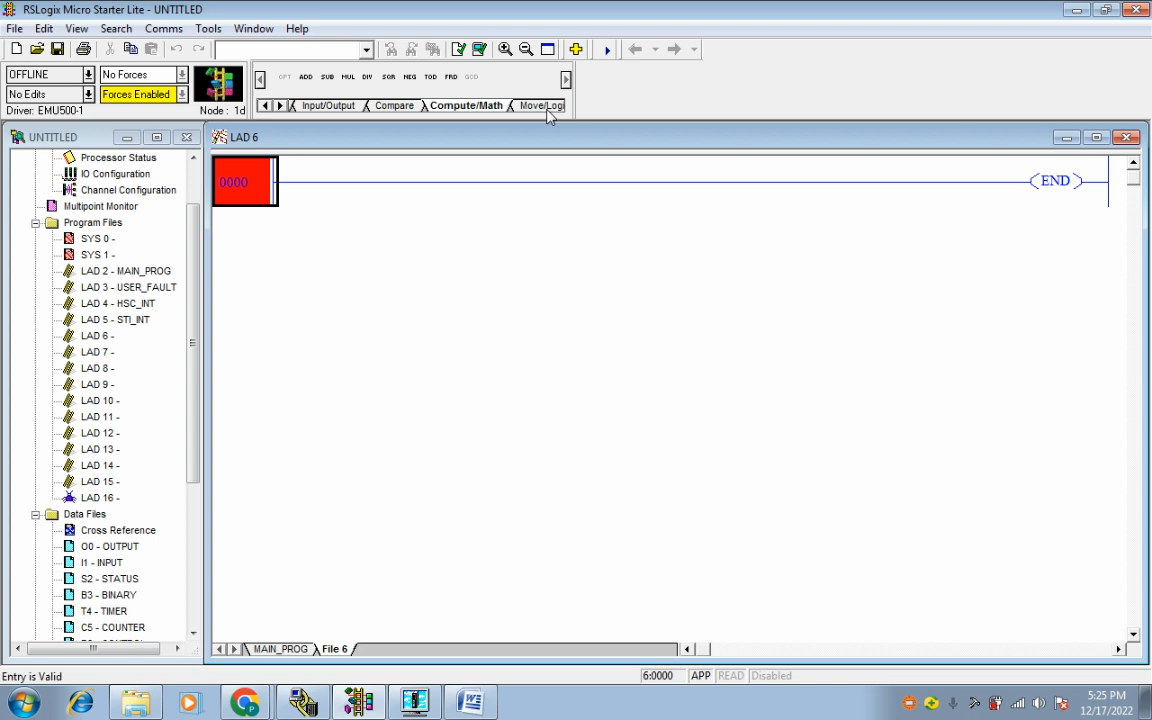 RSLogix Micro Starter Lite - UNTITLED
File Edit View Search Comms Tools Window Help
OFFLINE No Forces
No Edits Forces Enabled
Driver: EMU500-1 Node : 1d
CPT ADD SUB MUL DIV SQR NEG TOD FRD GCD
Input/Output Compare Compute/Math Move/Logi
UNTITLED
Processor Status
IO Configuration
Channel Configuration
Multipoint Monitor
Program Files
SYS 0 -
SYS 1 -
LAD 2 - MAIN_PROG
LAD 3 - USER_FAULT
LAD 4 - HSC_INT
LAD 5 - STI_INT
LAD 6 -
LAD 7 -
LAD 8 -
LAD 9 -
LAD 10 -
LAD 11 -
LAD 12 -
LAD 13 -
LAD 14 -
LAD 15 -
LAD 16 -
Data Files
Cross Reference
O0 - OUTPUT
I1 - INPUT
S2 - STATUS
B3 - BINARY
T4 - TIMER
C5 - COUNTER
LAD 6
0000 END
MAIN_PROG File 6
Entry is Valid 6:0000 APP READ Disabled
5:25 PM
12/17/2022